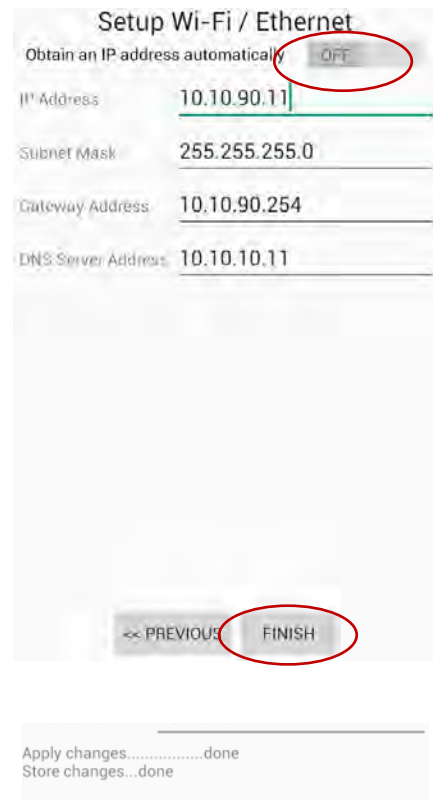 Setup Wi-Fi / Ethernet
Obtain an IP address automatically OFF
IP Address 10.10.90.11
Subnet Mask 255.255.255.0
Gateway Address 10.10.90.254
DNS Server Address 10.10.10.11
<< PREVIOUS FINISH
Apply changes.................done
Store changes...done